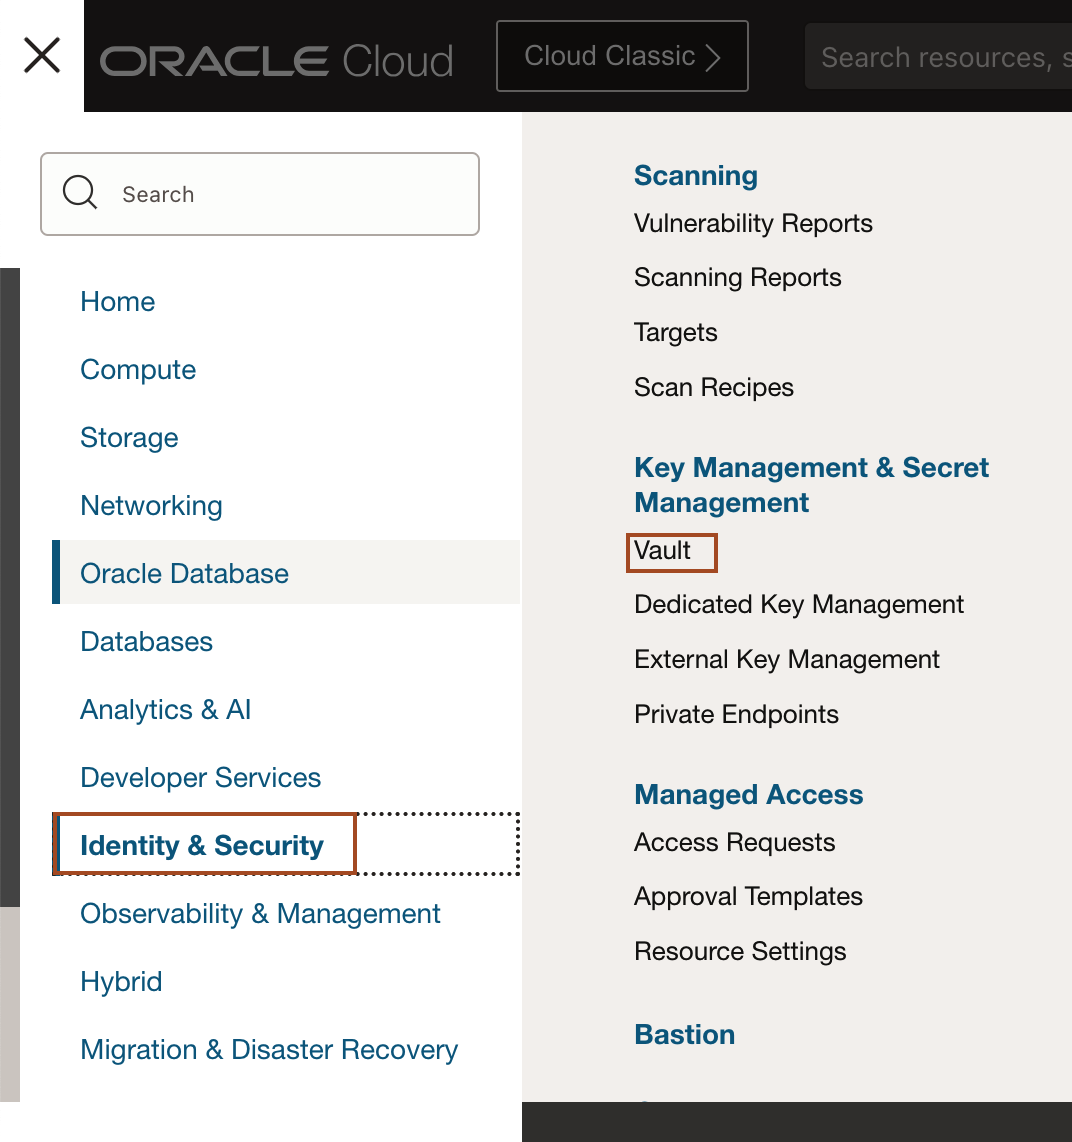 ORACLE Cloud
Cloud Classic
Search resources,
Search
Home
Compute
Storage
Networking
Oracle Database
Databases
Analytics & AI
Developer Services
Identity & Security
Observability & Management
Hybrid
Migration & Disaster Recovery
Scanning
Vulnerability Reports
Scanning Reports
Targets
Scan Recipes
Key Management & Secret
Management
Vault
Dedicated Key Management
External Key Management
Private Endpoints
Managed Access
Access Requests
Approval Templates
Resource Settings
Bastion